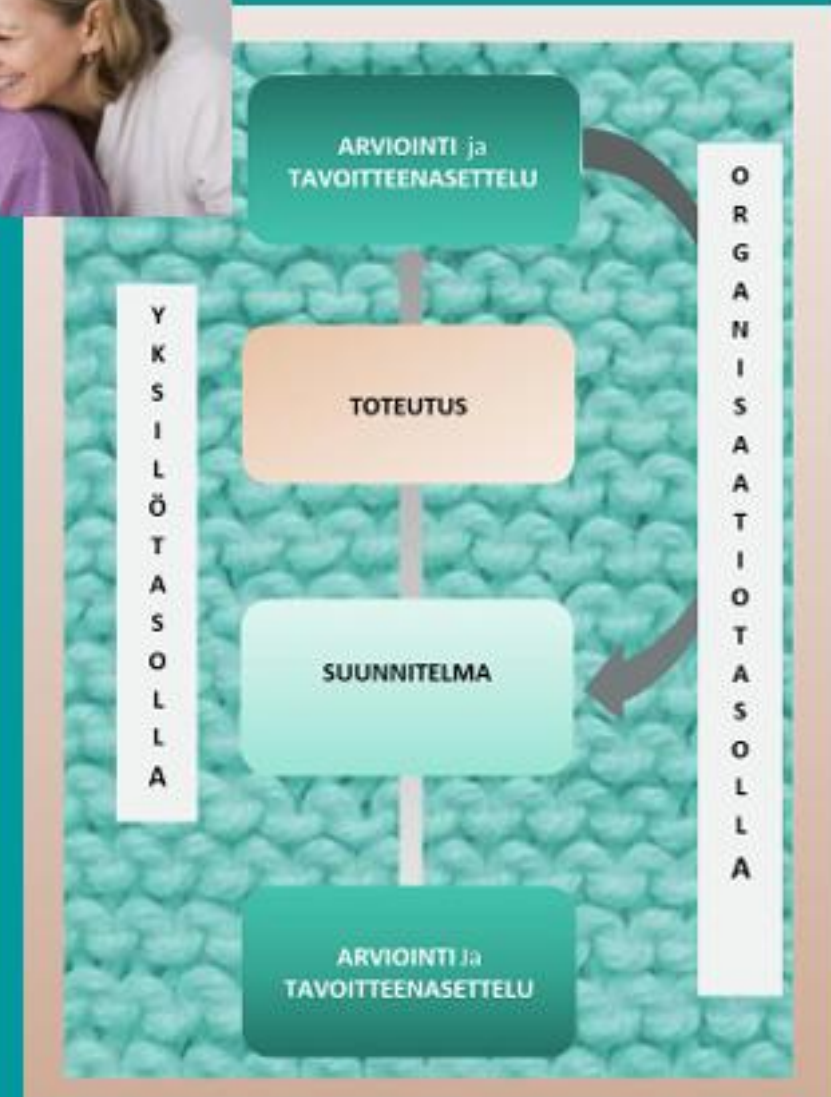 ARVIOINTI ja
TAVOITTEENASETTELU
YKSILÖTASOLLA
ORGANISAATIOTASOLLA
TOTEUTUS
SUUNNITELMA
ARVIOINTI Ja
TAVOITTEENASETTELU